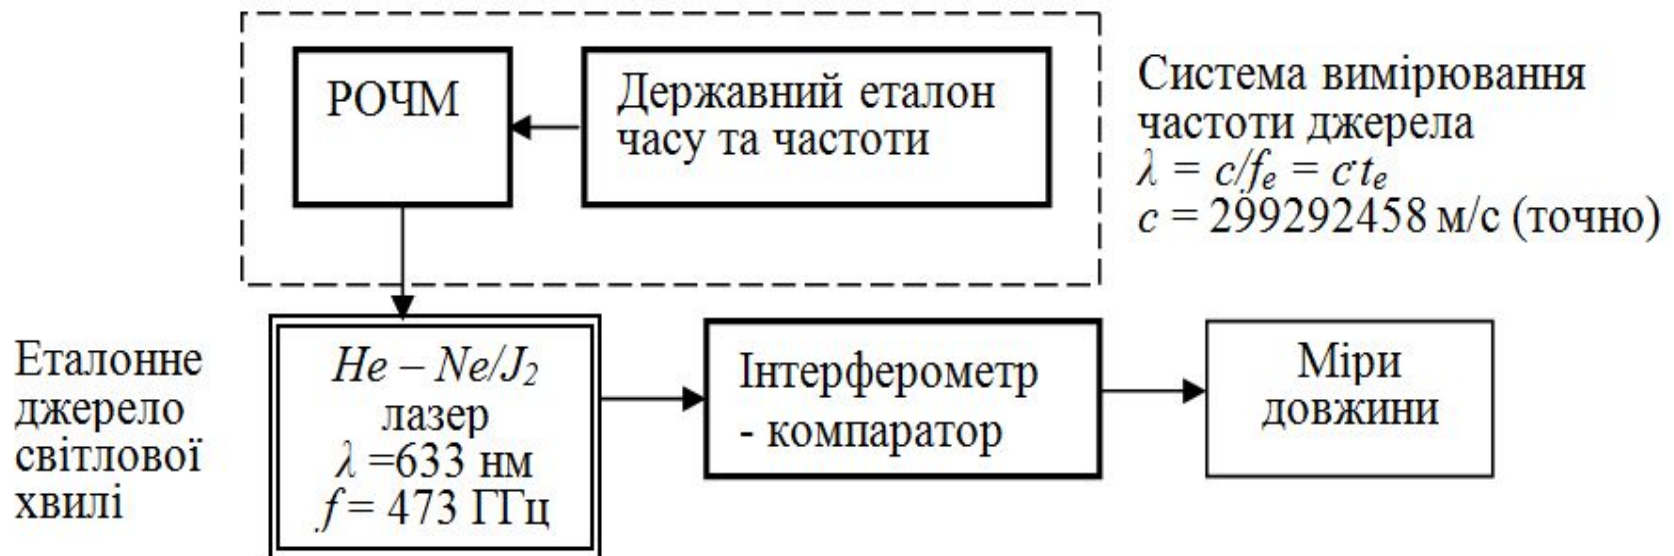 РОЧМ
Державний еталон
часу та частоти
Система вимірювання
частоти джерела
λ = c/fₑ = c·tₑ
c = 299292458 м/с (точно)
Еталонне
джерело
світлової
хвилі
He – Ne/J₂
лазер
λ =633 нм
f = 473 ГГц
Інтерферометр
- компаратор
Міри
довжини